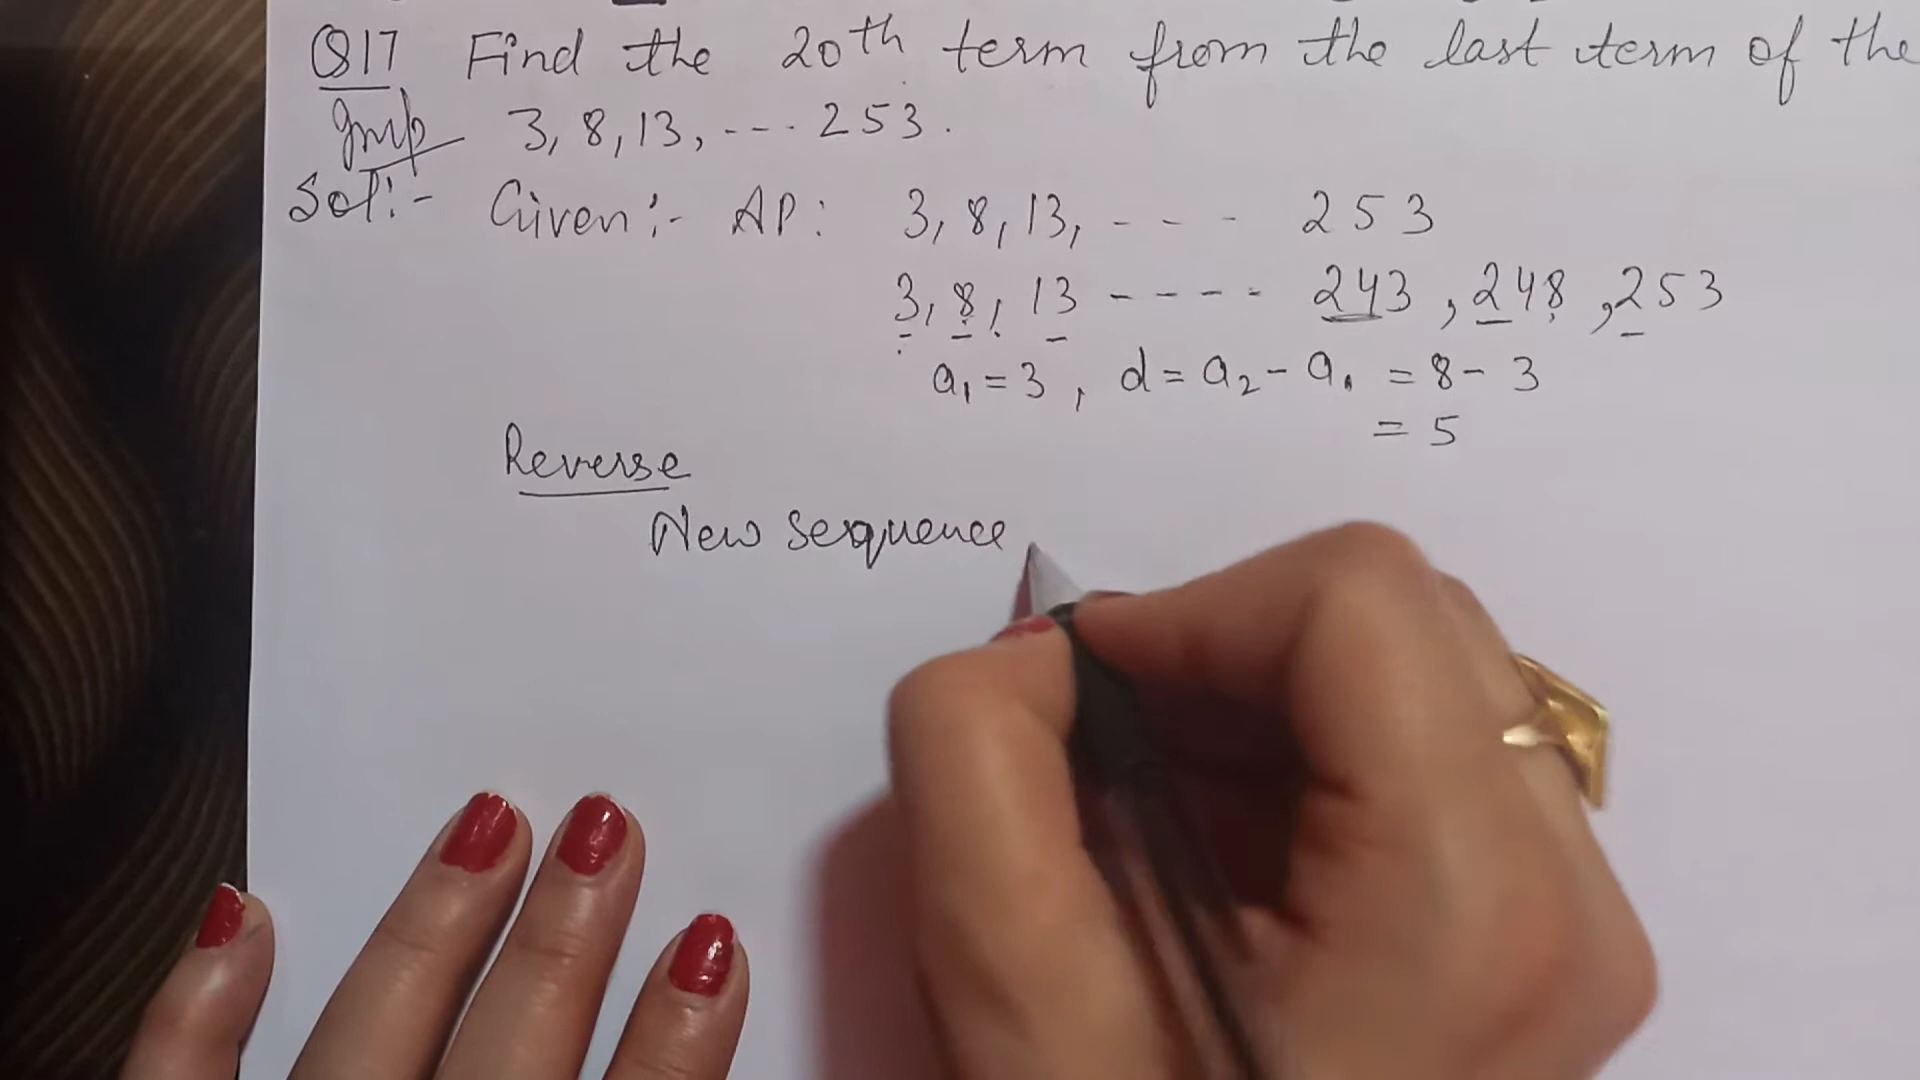 Q17 Find the 20th term from the last term of the
Imp 3, 8, 13, --- 253.
Sol:- Given:- AP: 3, 8, 13, - - - 253
3, 8, 13 ---- 243, 248, 253
a₁ = 3, d = a₂ - a₁ = 8 - 3
= 5
Reverse
New Serquence